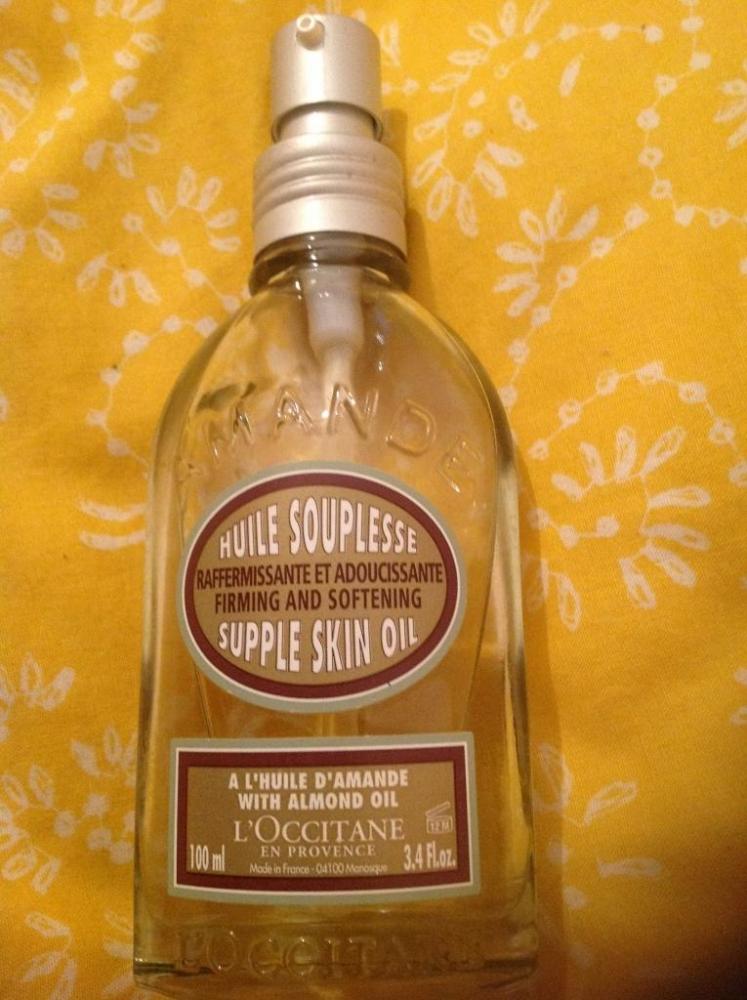 AMANDE
HUILE SOUPLESSE
RAFFERMISSANTE ET ADOUCISSANTE
FIRMING AND SOFTENING
SUPPLE SKIN OIL
A L'HUILE D'AMANDE
WITH ALMOND OIL
L'OCCITANE
EN PROVENCE
12 M
100 ml
3.4 Fl.oz.
Made in France - 04100 Manosque
L'OCCITANE